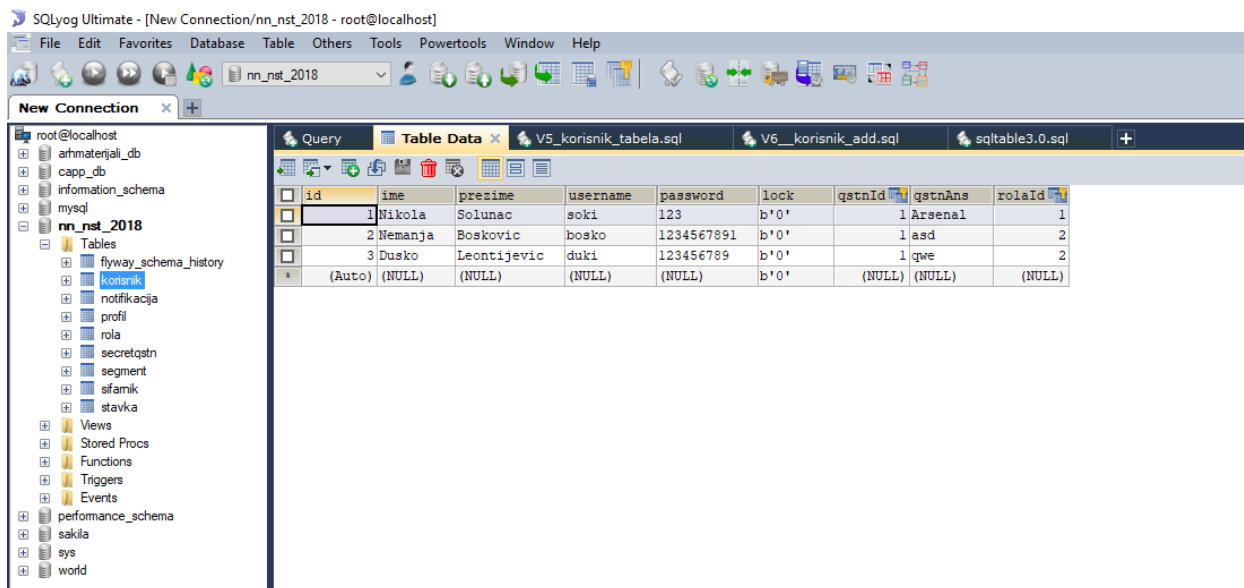 SQLyog Ultimate - [New Connection/nn_nst_2018 - root@localhost]
File Edit Favorites Database Table Others Tools Powertools Window Help
nn_nst_2018
New Connection
root@localhost
arhmaterijali_db
capp_db
information_schema
mysql
nn_nst_2018
Tables
flyway_schema_history
korisnik
notifikacija
profil
rola
secretqstn
segment
sifarnik
stavka
Views
Stored Procs
Functions
Triggers
Events
performance_schema
sakila
sys
world
Query Table Data V5_korisnik_tabela.sql V6__korisnik_add.sql sqltable3.0.sql
id ime prezime username password lock qstnId qstnAns rolaId
1 Nikola Solunac soki 123 b'0' 1 Arsenal 1
2 Nemanja Boskovic bosko 1234567891 b'0' 1 asd 2
3 Dusko Leontijevic duki 123456789 b'0' 1 qwe 2
* (Auto) (NULL) (NULL) (NULL) (NULL) b'0' (NULL) (NULL) (NULL)